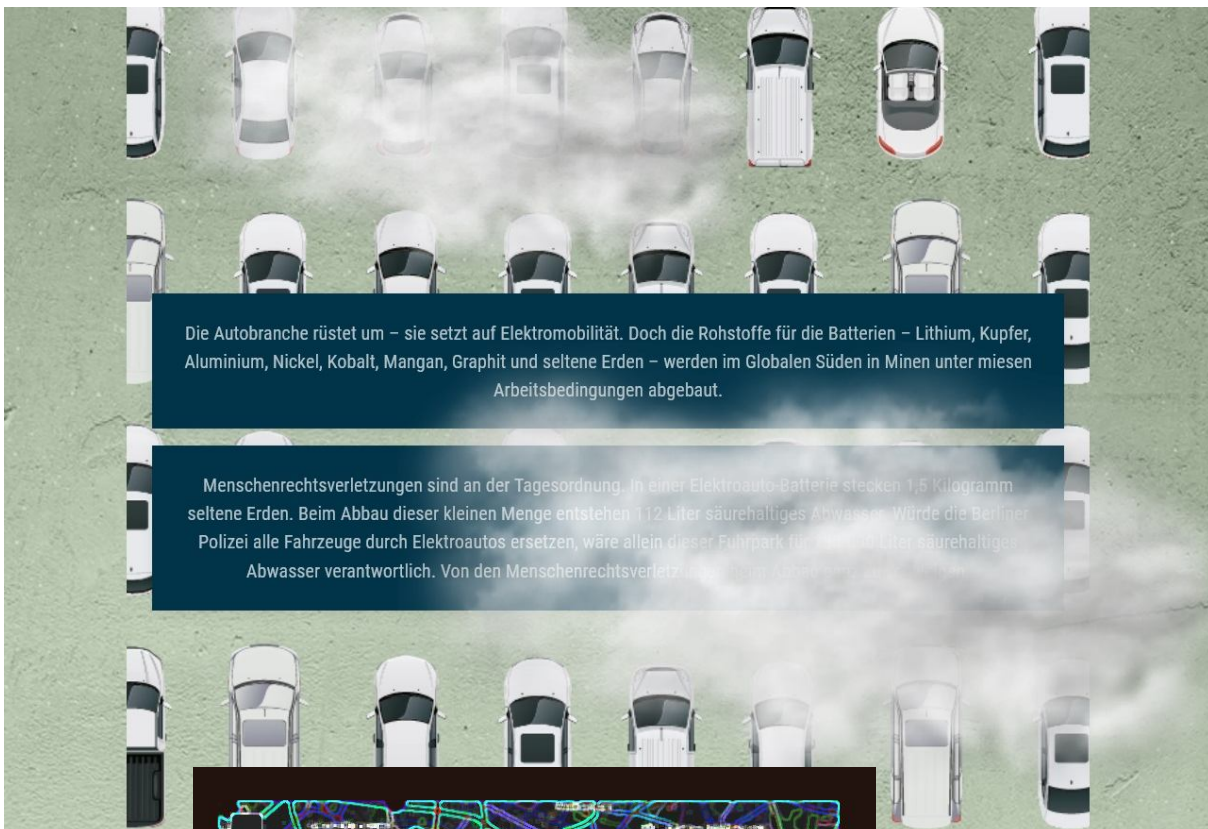 Die Autobranche rüstet um – sie setzt auf Elektromobilität. Doch die Rohstoffe für die Batterien – Lithium, Kupfer,
Aluminium, Nickel, Kobalt, Mangan, Graphit und seltene Erden – werden im Globalen Süden in Minen unter miesen
Arbeitsbedingungen abgebaut.
Menschenrechtsverletzungen sind an der Tagesordnung. In einer Elektroauto-Batterie stecken 1,5 Kilogramm
seltene Erden. Beim Abbau dieser kleinen Menge entstehen 112 Liter säurehaltiges Abwasser. Würde die Berliner
Polizei alle Fahrzeuge durch Elektroautos ersetzen, wäre allein dieser Fuhrpark für Liter säurehaltiges
Abwasser verantwortlich. Von den